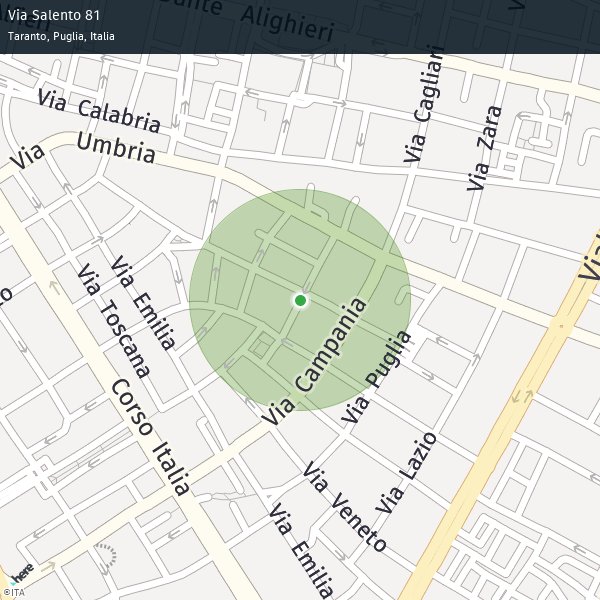 Via Salento 81
Taranto, Puglia, Italia
Dante Alighieri
Via Cagliari
Via Calabria
Via Zara
Via Umbria
Via Emilia
Via Toscana
Via Campania
Via Puglia
Corso Italia
Via Lazio
Via Veneto
Via Emilia
here
©ITA